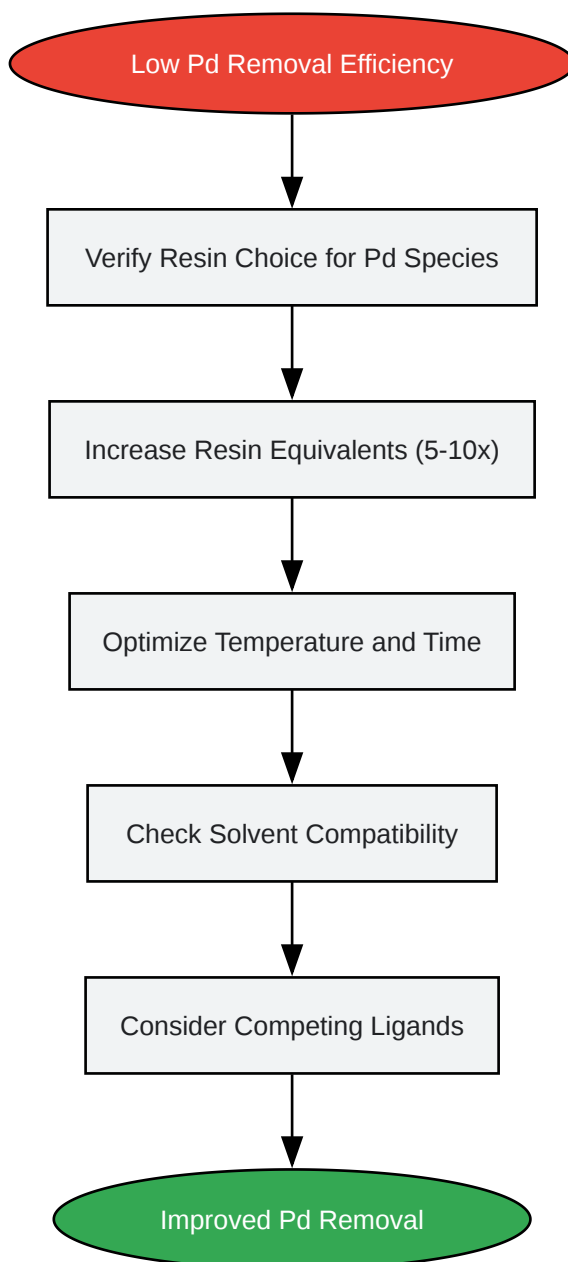 Low Pd Removal Efficiency
Verify Resin Choice for Pd Species
Increase Resin Equivalents (5-10x)
Optimize Temperature and Time
Check Solvent Compatibility
Consider Competing Ligands
Improved Pd Removal